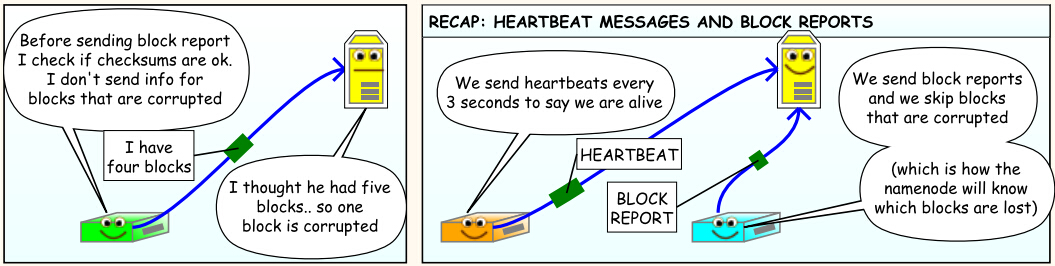 Before sending block report
I check if checksums are ok.
I don't send info for
blocks that are corrupted
I have
four blocks
I thought he had five
blocks.. so one
block is corrupted
RECAP: HEARTBEAT MESSAGES AND BLOCK REPORTS
We send heartbeats every
3 seconds to say we are alive
HEARTBEAT
BLOCK
REPORT
We send block reports
and we skip blocks
that are corrupted
(which is how the
namenode will know
which blocks are lost)